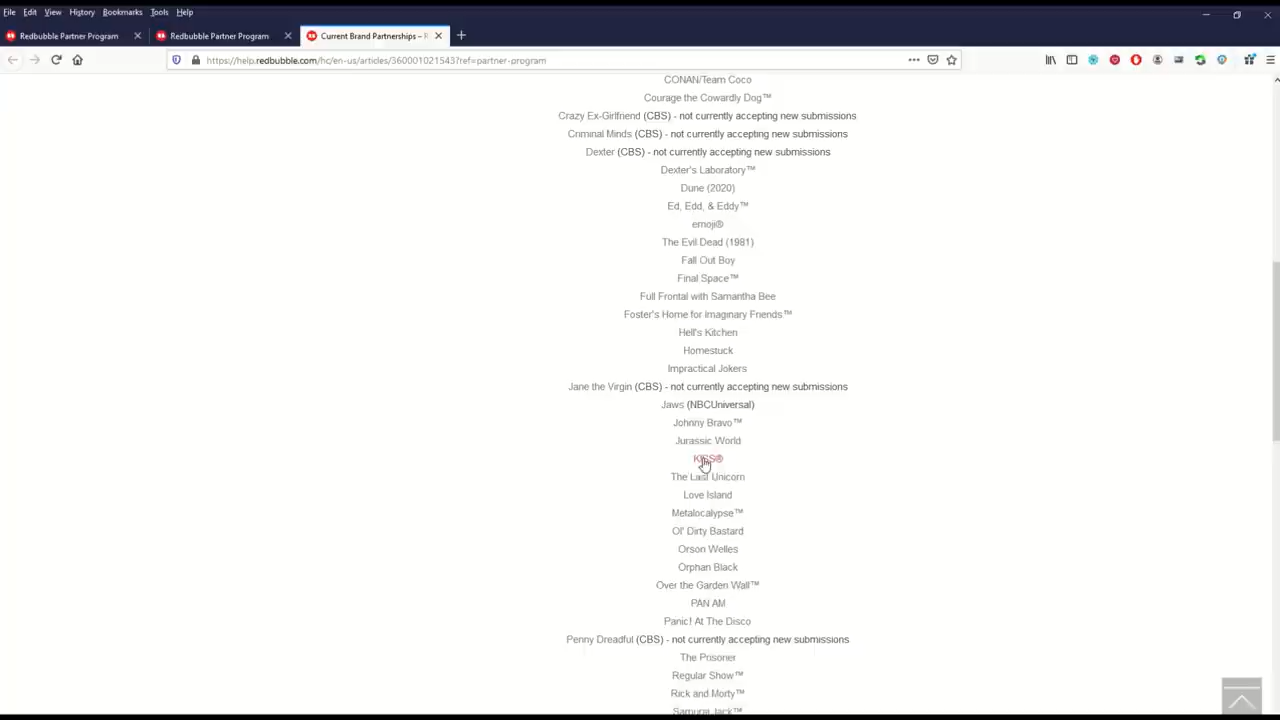 File Edit View History Bookmarks Tools Help
Redbubble Partner Program Redbubble Partner Program Current Brand Partnerships – R
https://help.redbubble.com/hc/en-us/articles/360001021543?ref=partner-program
CONAN/Team Coco
Courage the Cowardly Dog™
Crazy Ex-Girlfriend (CBS) - not currently accepting new submissions
Criminal Minds (CBS) - not currently accepting new submissions
Dexter (CBS) - not currently accepting new submissions
Dexter's Laboratory™
Dune (2020)
Ed, Edd, & Eddy™
emoji®
The Evil Dead (1981)
Fall Out Boy
Final Space™
Full Frontal with Samantha Bee
Foster's Home for Imaginary Friends™
Hell's Kitchen
Homestuck
Impractical Jokers
Jane the Virgin (CBS) - not currently accepting new submissions
Jaws (NBCUniversal)
Johnny Bravo™
Jurassic World
KISS®
The Last Unicorn
Love Island
Metalocalypse™
Ol' Dirty Bastard
Orson Welles
Orphan Black
Over the Garden Wall™
PAN AM
Panic! At The Disco
Penny Dreadful (CBS) - not currently accepting new submissions
The Prisoner
Regular Show™
Rick and Morty™
Samurai Jack™